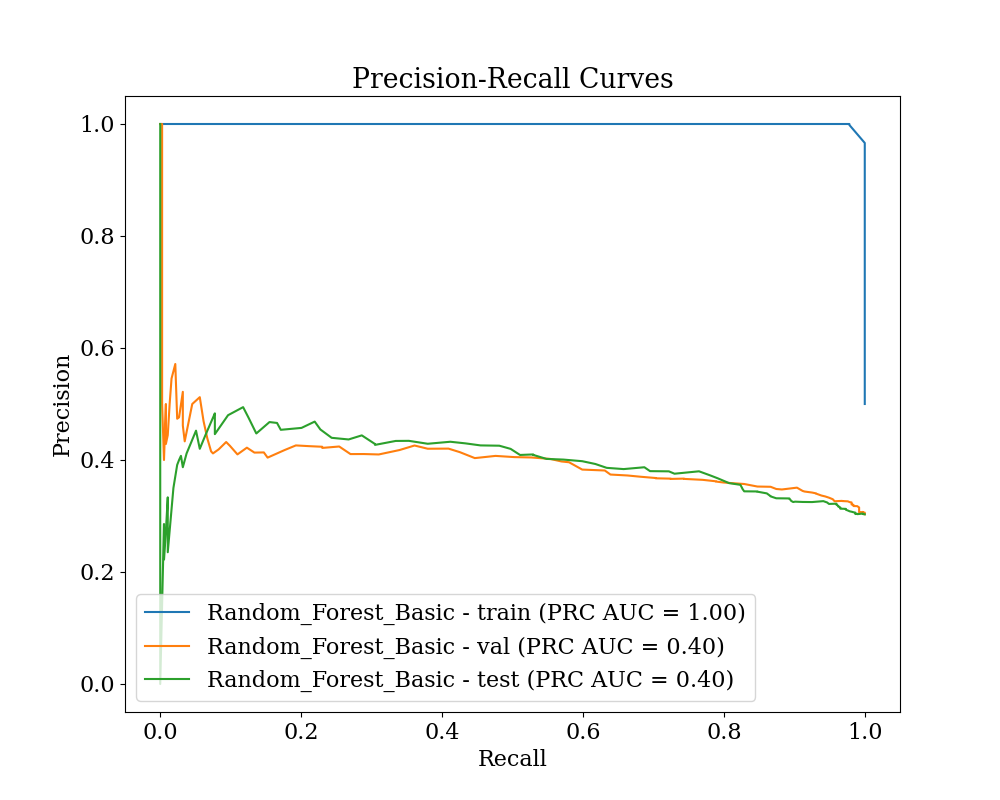 Precision-Recall Curves
1.0
0.8
0.6
0.4
0.2
0.0
Precision
Random_Forest_Basic - train (PRC AUC = 1.00)
Random_Forest_Basic - val (PRC AUC = 0.40)
Random_Forest_Basic - test (PRC AUC = 0.40)
0.0 0.2 0.4 0.6 0.8 1.0
Recall